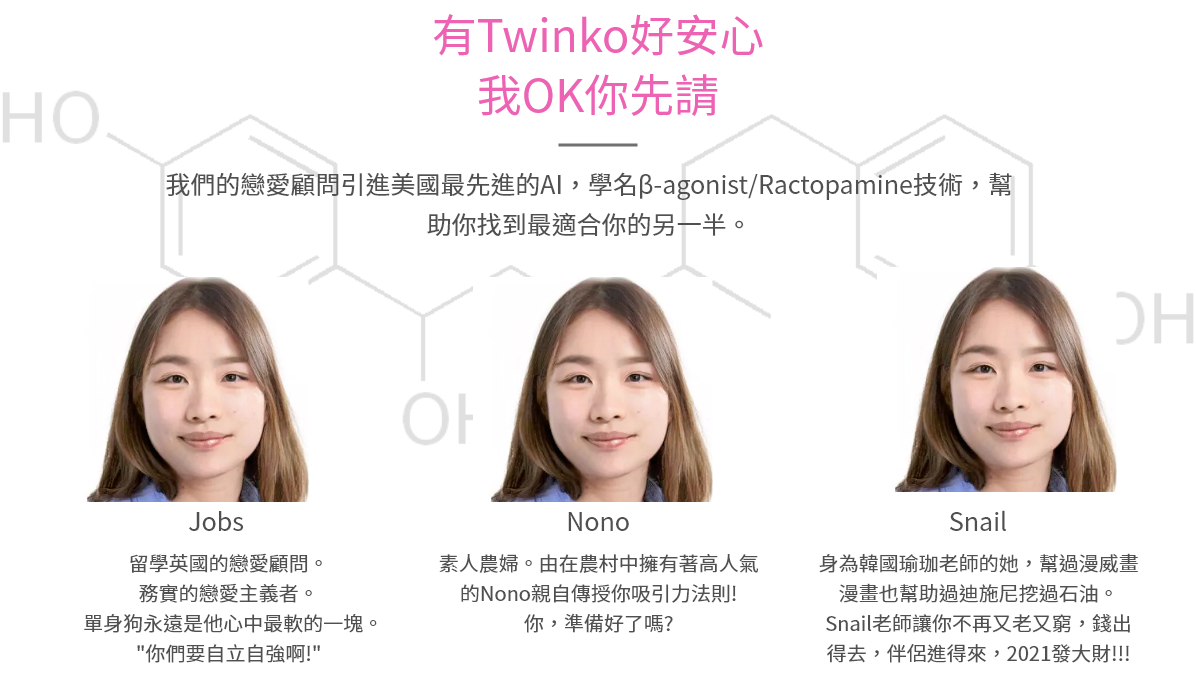 有Twinko好安心
我OK你先請
HO
我們的戀愛顧問引進美國最先進的AI，學名β-agonist/Ractopamine技術，幫
助你找到最適合你的另一半。
OH
OH
Jobs
留學英國的戀愛顧問。
務實的戀愛主義者。
單身狗永遠是他心中最軟的一塊。
"你們要自立自強啊!"
Nono
素人農婦。由在農村中擁有著高人氣
的Nono親自傳授你吸引力法則!
你，準備好了嗎?
Snail
身為韓國瑜珈老師的她，幫過漫威畫
漫畫也幫助過迪施尼挖過石油。
Snail老師讓你不再又老又窮，錢出
得去，伴侶進得來，2021發大財!!!